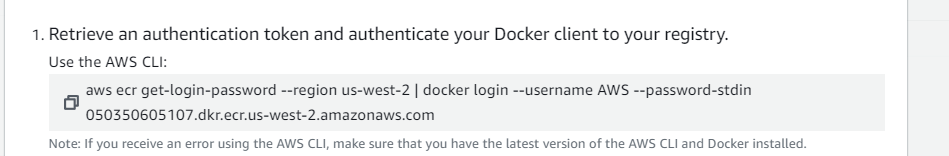 1. Retrieve an authentication token and authenticate your Docker client to your registry.
Use the AWS CLI:
aws ecr get-login-password --region us-west-2 | docker login --username AWS --password-stdin
050350605107.dkr.ecr.us-west-2.amazonaws.com
Note: If you receive an error using the AWS CLI, make sure that you have the latest version of the AWS CLI and Docker installed.